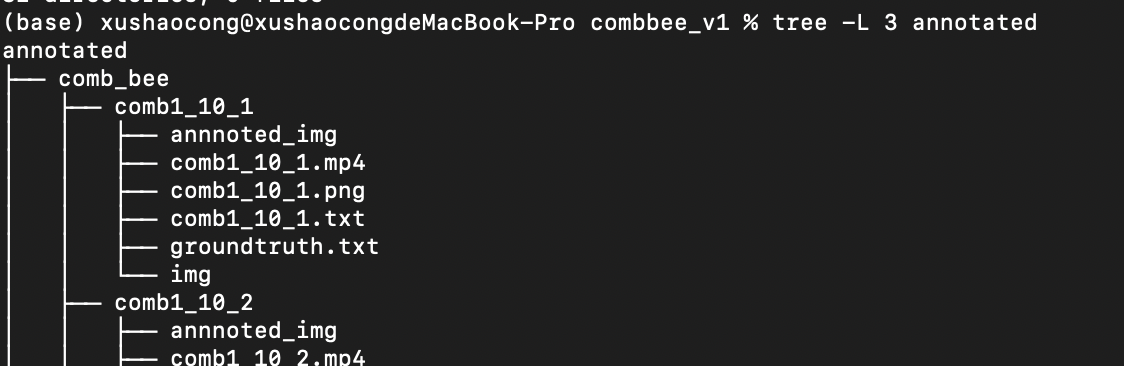 (base) xushaocong@xushaocongdeMacBook-Pro combbee_v1 % tree -L 3 annotated
annotated
├── comb_bee
│   ├── comb1_10_1
│   │   ├── annnoted_img
│   │   ├── comb1_10_1.mp4
│   │   ├── comb1_10_1.png
│   │   ├── comb1_10_1.txt
│   │   ├── groundtruth.txt
│   │   └── img
│   ├── comb1_10_2
│   │   ├── annnoted_img
│   │   ├── comb1_10_2.mp4